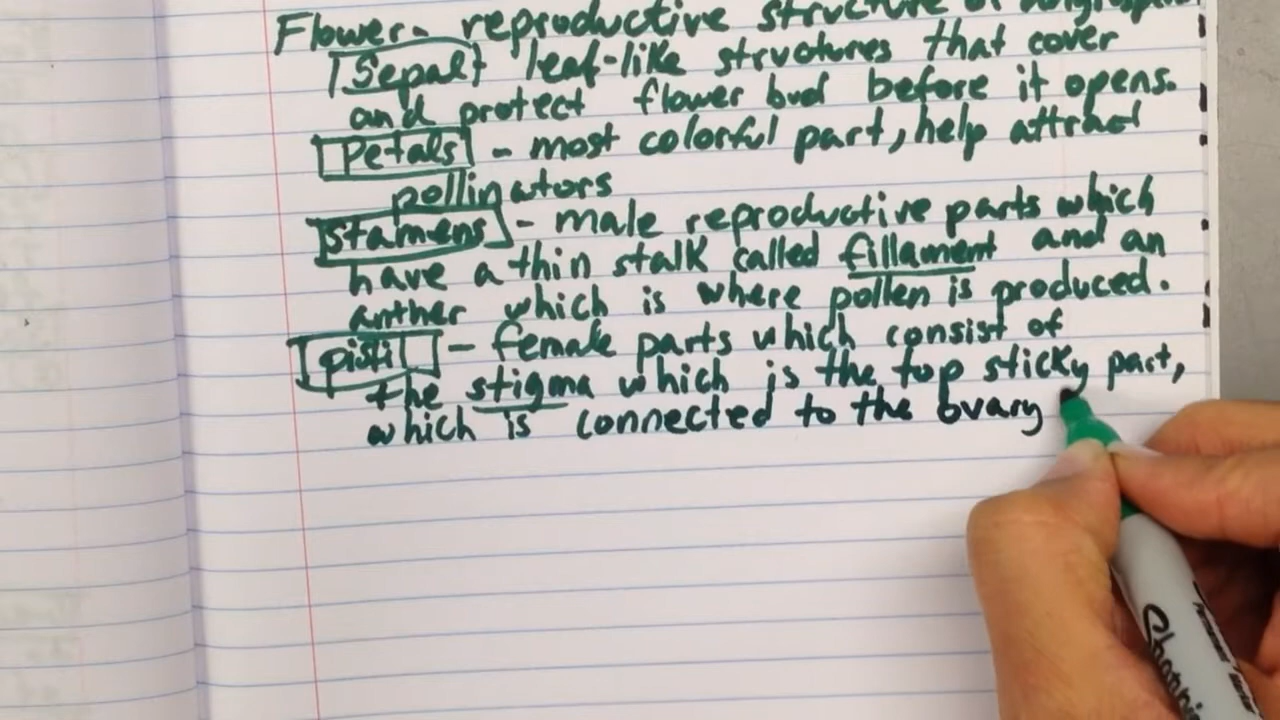 Flower - reproductive structure of
Sepal leaf-like structures that cover
and protect flower bud before it opens.
Petals - most colorful part, help attract
pollinators
Stamens - male reproductive parts which
have a thin stalk called fillament and an
anther which is where pollen is produced.
pistil - female parts which consist of
the stigma which is the top sticky part,
which is connected to the ovary
Sharpie